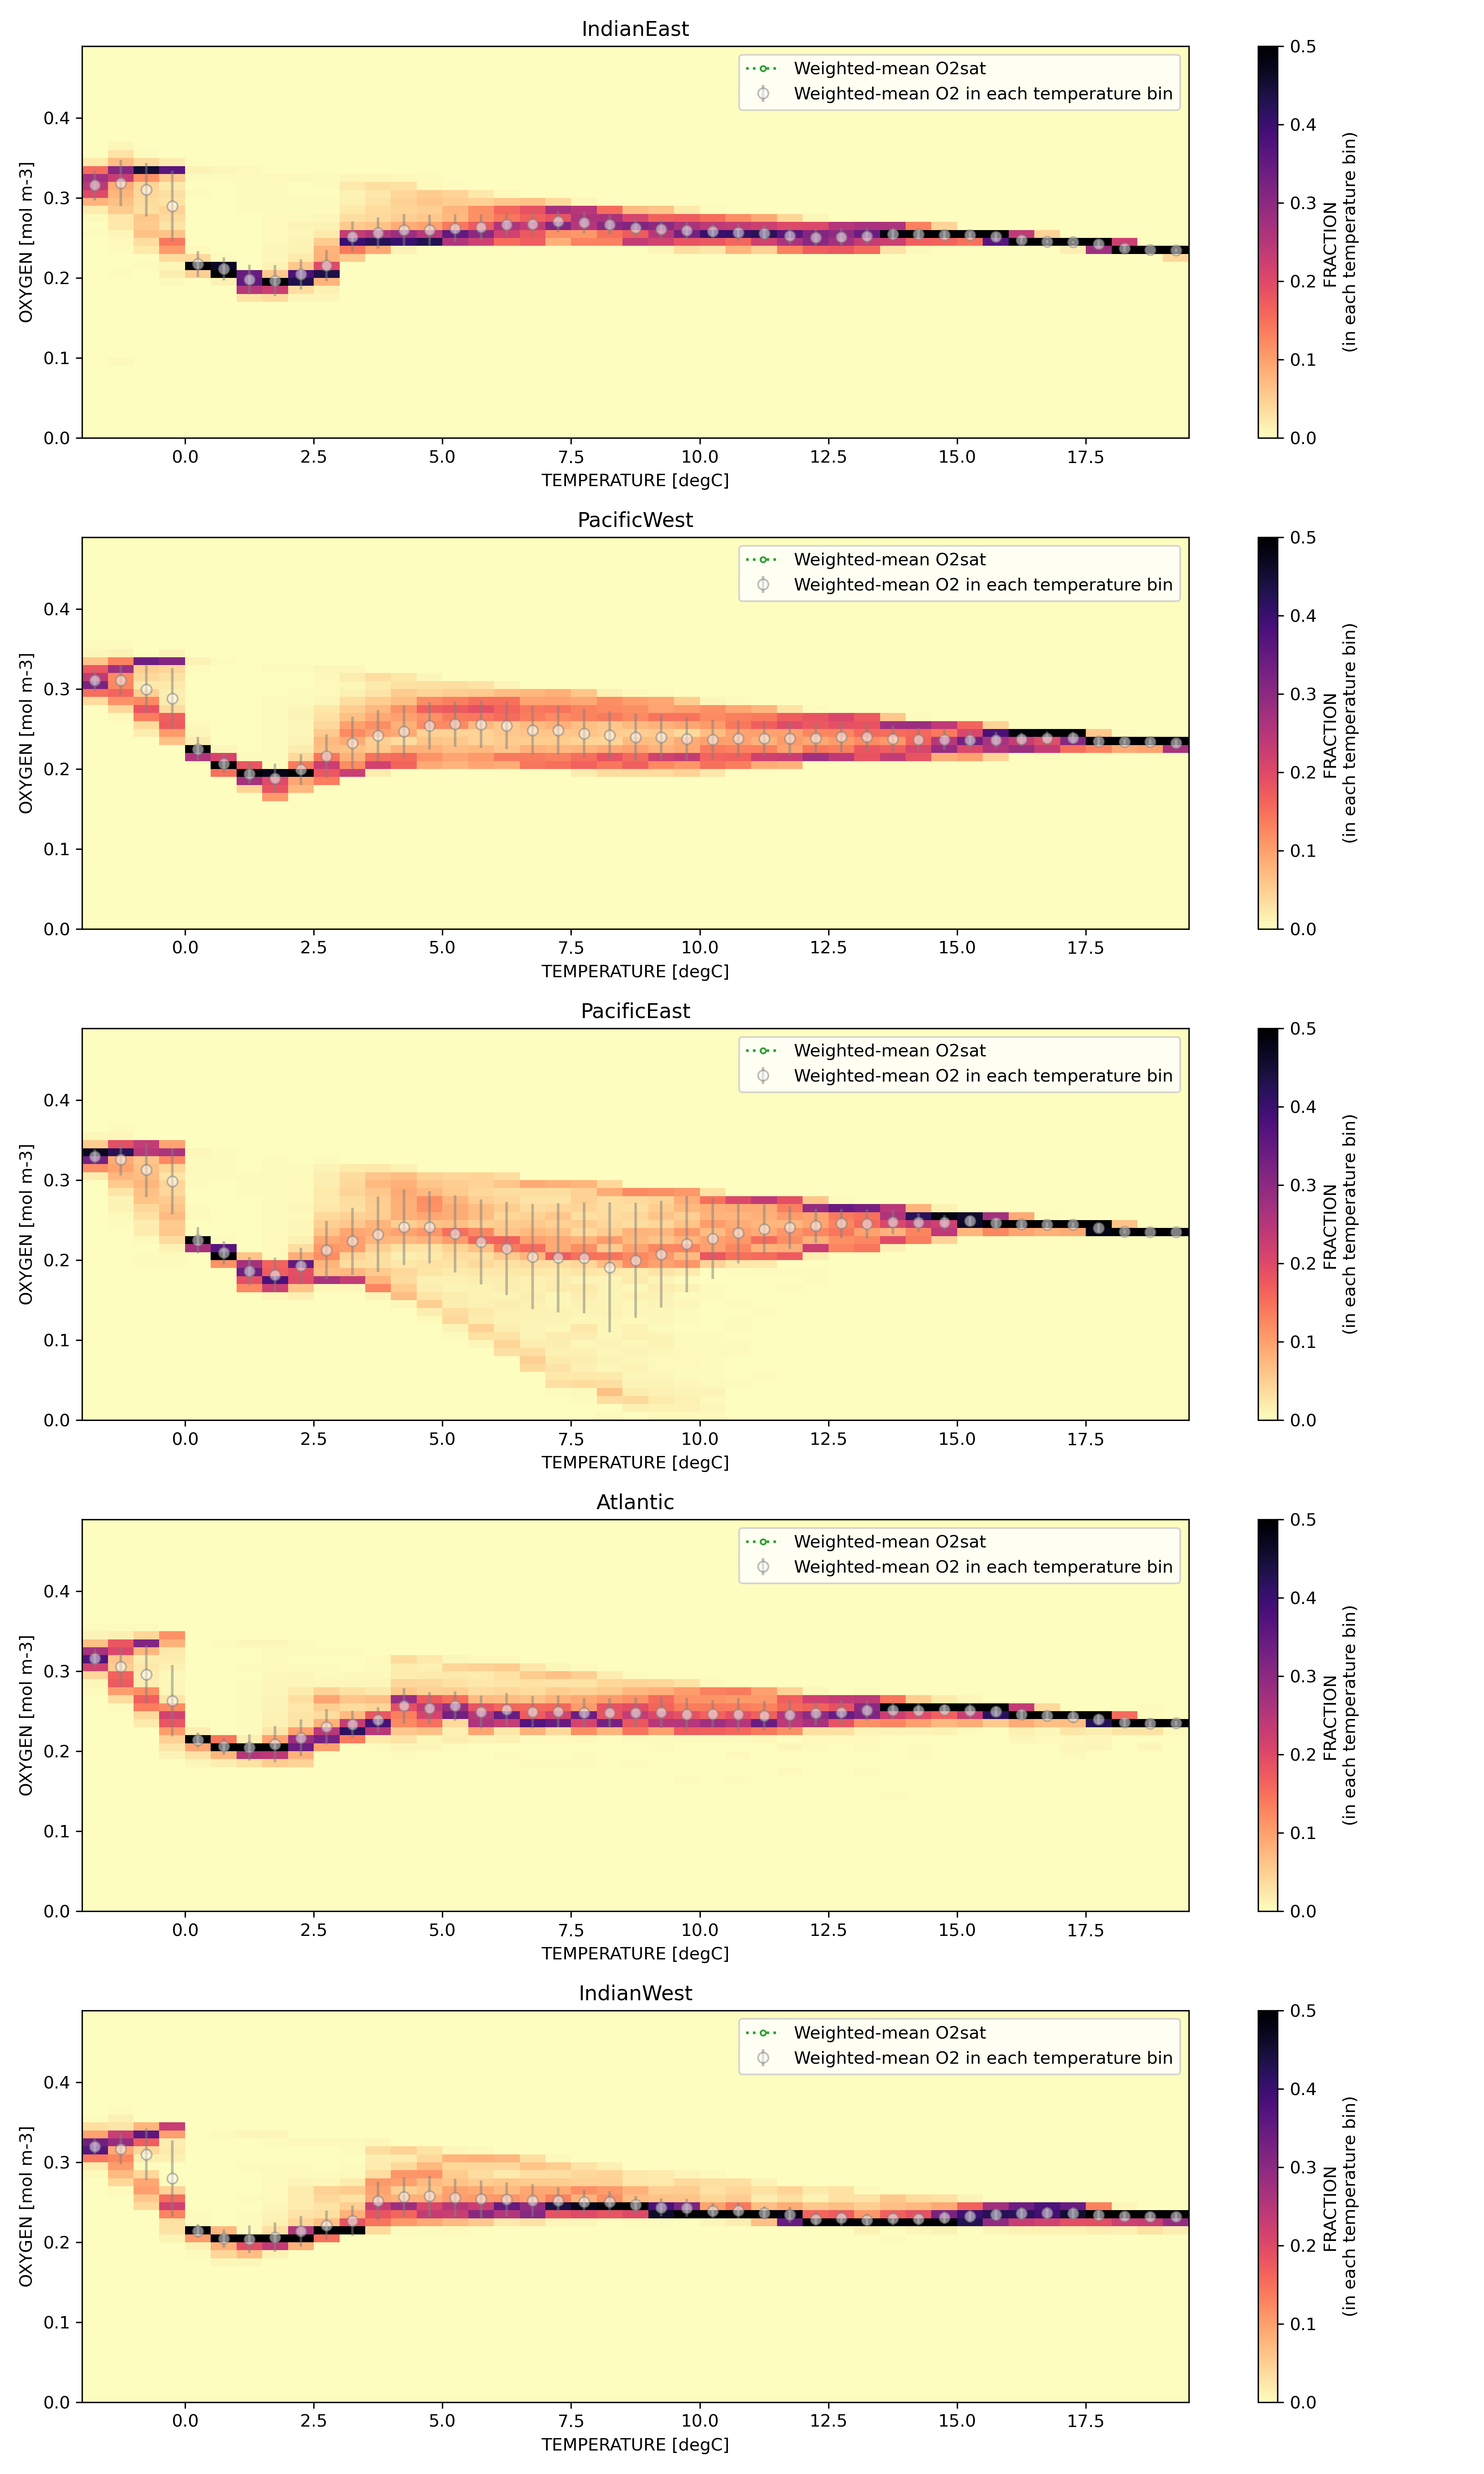 IndianEast
Weighted-mean O2sat
Weighted-mean O2 in each temperature bin
OXYGEN [mol m-3]
0.4
0.3
0.2
0.1
0.0
0.0 2.5 5.0 7.5 10.0 12.5 15.0 17.5
TEMPERATURE [degC]
0.5
0.4
0.3
0.2
0.1
0.0
FRACTION
(in each temperature bin)
PacificWest
Weighted-mean O2sat
Weighted-mean O2 in each temperature bin
OXYGEN [mol m-3]
0.4
0.3
0.2
0.1
0.0
0.0 2.5 5.0 7.5 10.0 12.5 15.0 17.5
TEMPERATURE [degC]
0.5
0.4
0.3
0.2
0.1
0.0
FRACTION
(in each temperature bin)
PacificEast
Weighted-mean O2sat
Weighted-mean O2 in each temperature bin
OXYGEN [mol m-3]
0.4
0.3
0.2
0.1
0.0
0.0 2.5 5.0 7.5 10.0 12.5 15.0 17.5
TEMPERATURE [degC]
0.5
0.4
0.3
0.2
0.1
0.0
FRACTION
(in each temperature bin)
Atlantic
Weighted-mean O2sat
Weighted-mean O2 in each temperature bin
OXYGEN [mol m-3]
0.4
0.3
0.2
0.1
0.0
0.0 2.5 5.0 7.5 10.0 12.5 15.0 17.5
TEMPERATURE [degC]
0.5
0.4
0.3
0.2
0.1
0.0
FRACTION
(in each temperature bin)
IndianWest
Weighted-mean O2sat
Weighted-mean O2 in each temperature bin
OXYGEN [mol m-3]
0.4
0.3
0.2
0.1
0.0
0.0 2.5 5.0 7.5 10.0 12.5 15.0 17.5
TEMPERATURE [degC]
0.5
0.4
0.3
0.2
0.1
0.0
FRACTION
(in each temperature bin)